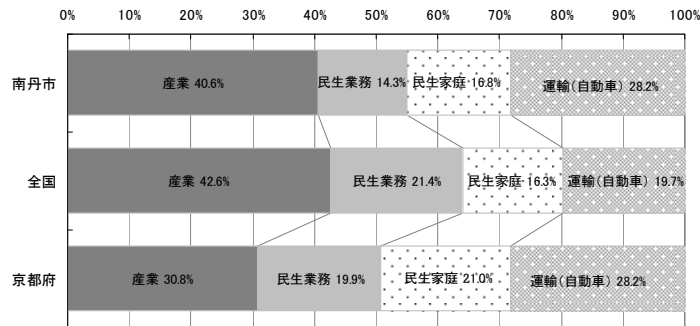 0% 10% 20% 30% 40% 50% 60% 70% 80% 90% 100%
南丹市 産業 40.6% 民生業務 14.3% 民生家庭 16.8% 運輸(自動車) 28.2%
全国 産業 42.6% 民生業務 21.4% 民生家庭 16.3% 運輸(自動車) 19.7%
京都府 産業 30.8% 民生業務 19.9% 民生家庭 21.0% 運輸(自動車) 28.2%